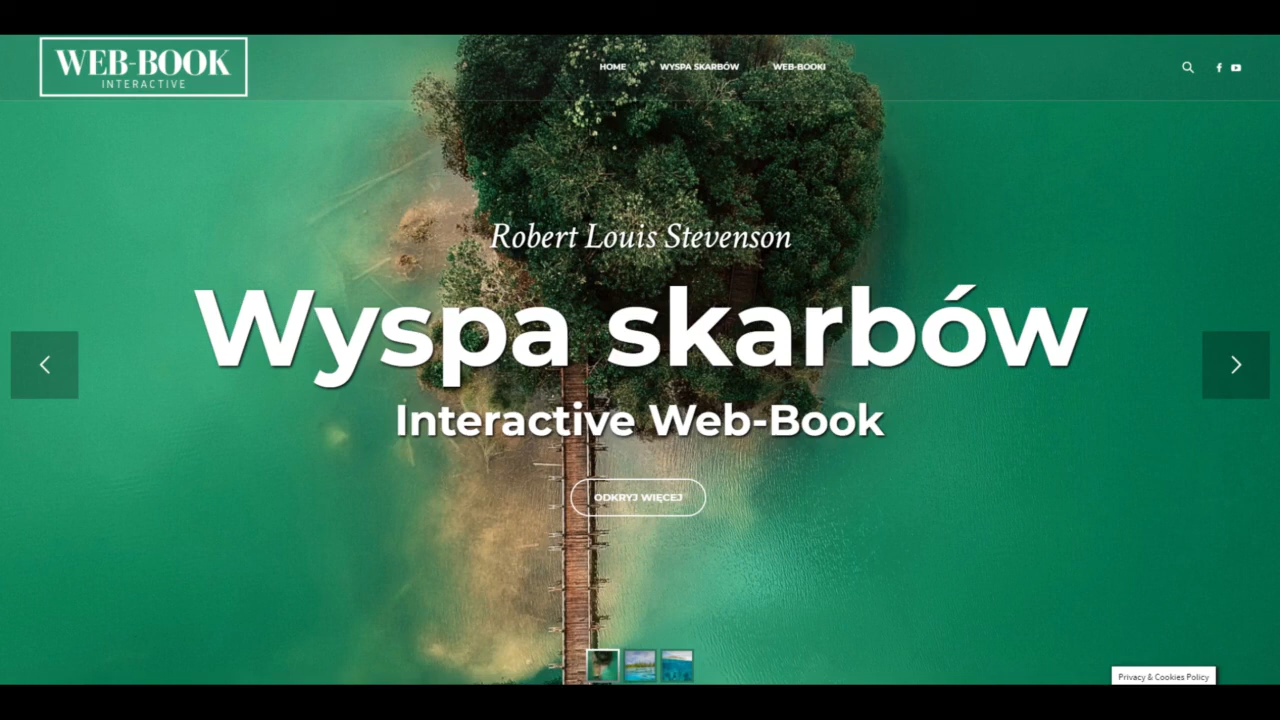 WEB-BOOK
INTERACTIVE
HOME WYSPA SKARBÓW WEB-BOOKI
Robert Louis Stevenson
Wyspa skarbów
Interactive Web-Book
ODKRYJ WIĘCEJ
Privacy & Cookies Policy